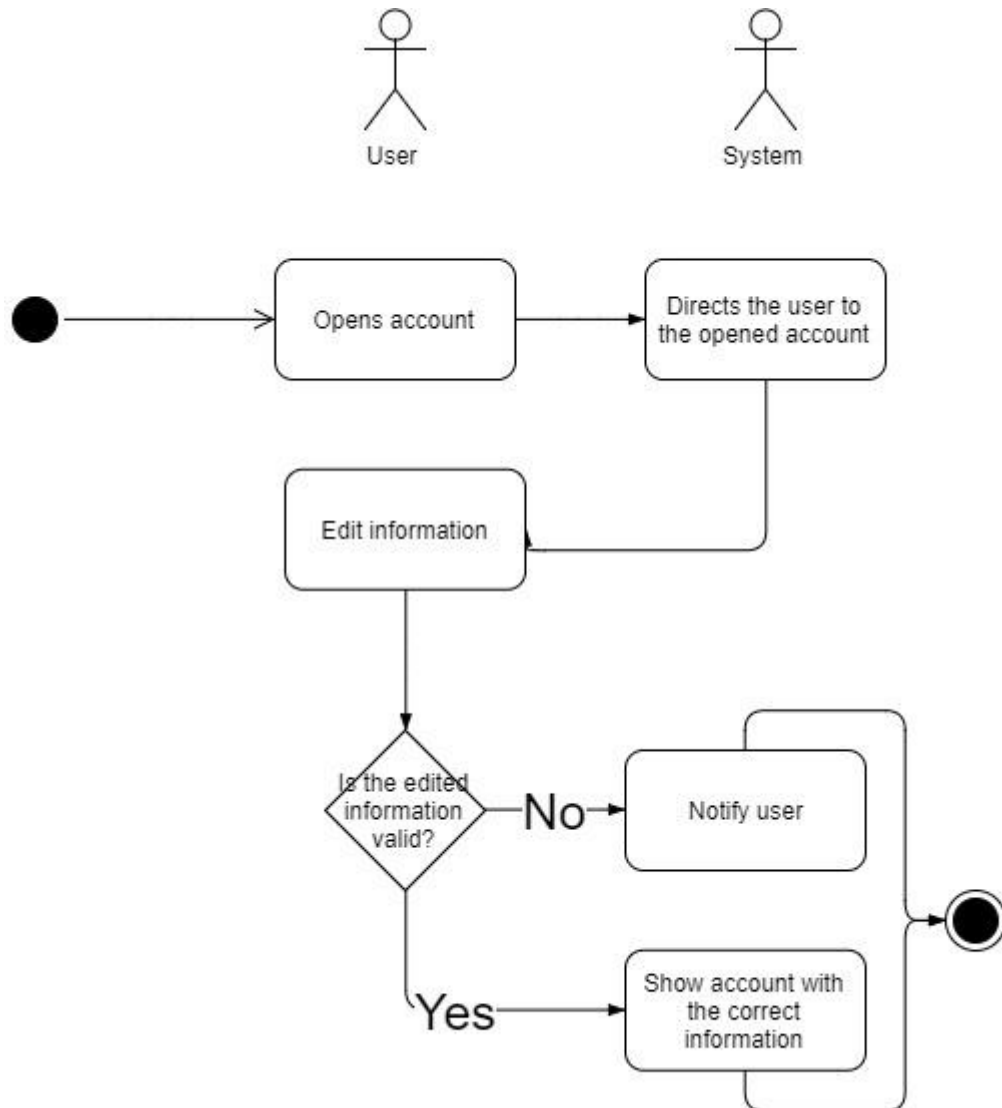 User
System
Opens account
Directs the user to
the opened account
Edit information
Is the edited
information
valid?
No
Notify user
Yes
Show account with
the correct
information